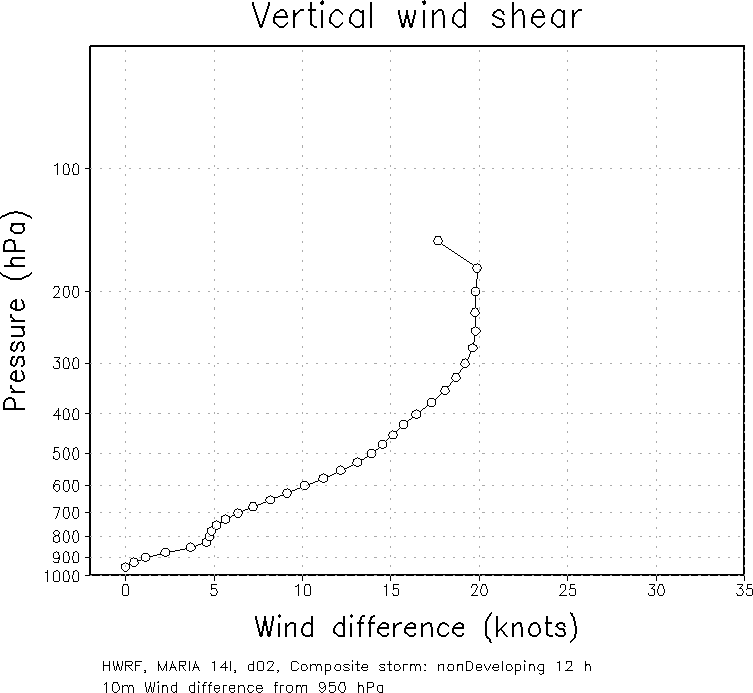 Vertical wind shear
Pressure (hPa)
100
200
300
400
500
600
700
800
900
1000
0 5 10 15 20 25 30 35
Wind difference (knots)
HWRF, MARIA 14l, d02, Composite storm: nonDeveloping 12 h
10m Wind difference from 950 hPa